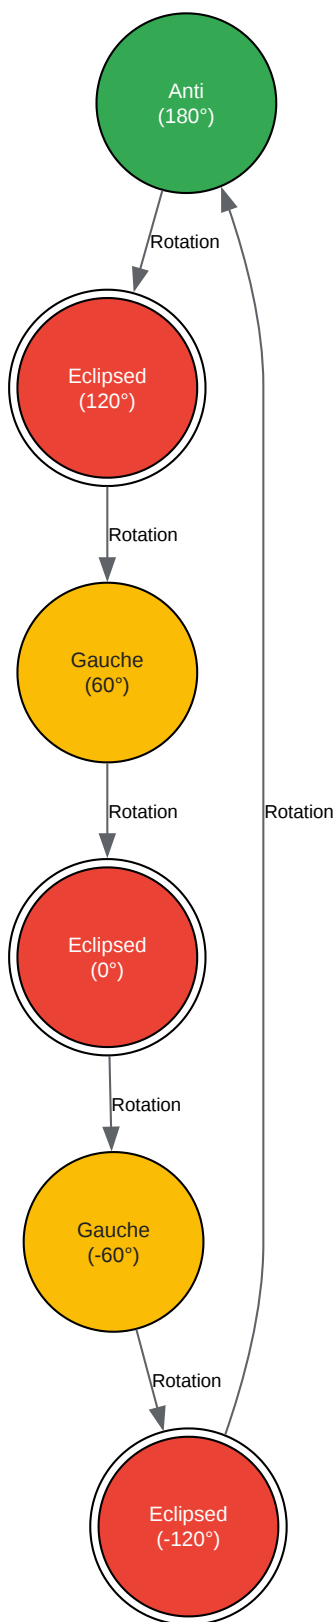 Anti
(180°)
Rotation
Eclipsed
(120°)
Rotation
Gauche
(60°)
Rotation
Rotation
Eclipsed
(0°)
Rotation
Gauche
(-60°)
Rotation
Eclipsed
(-120°)